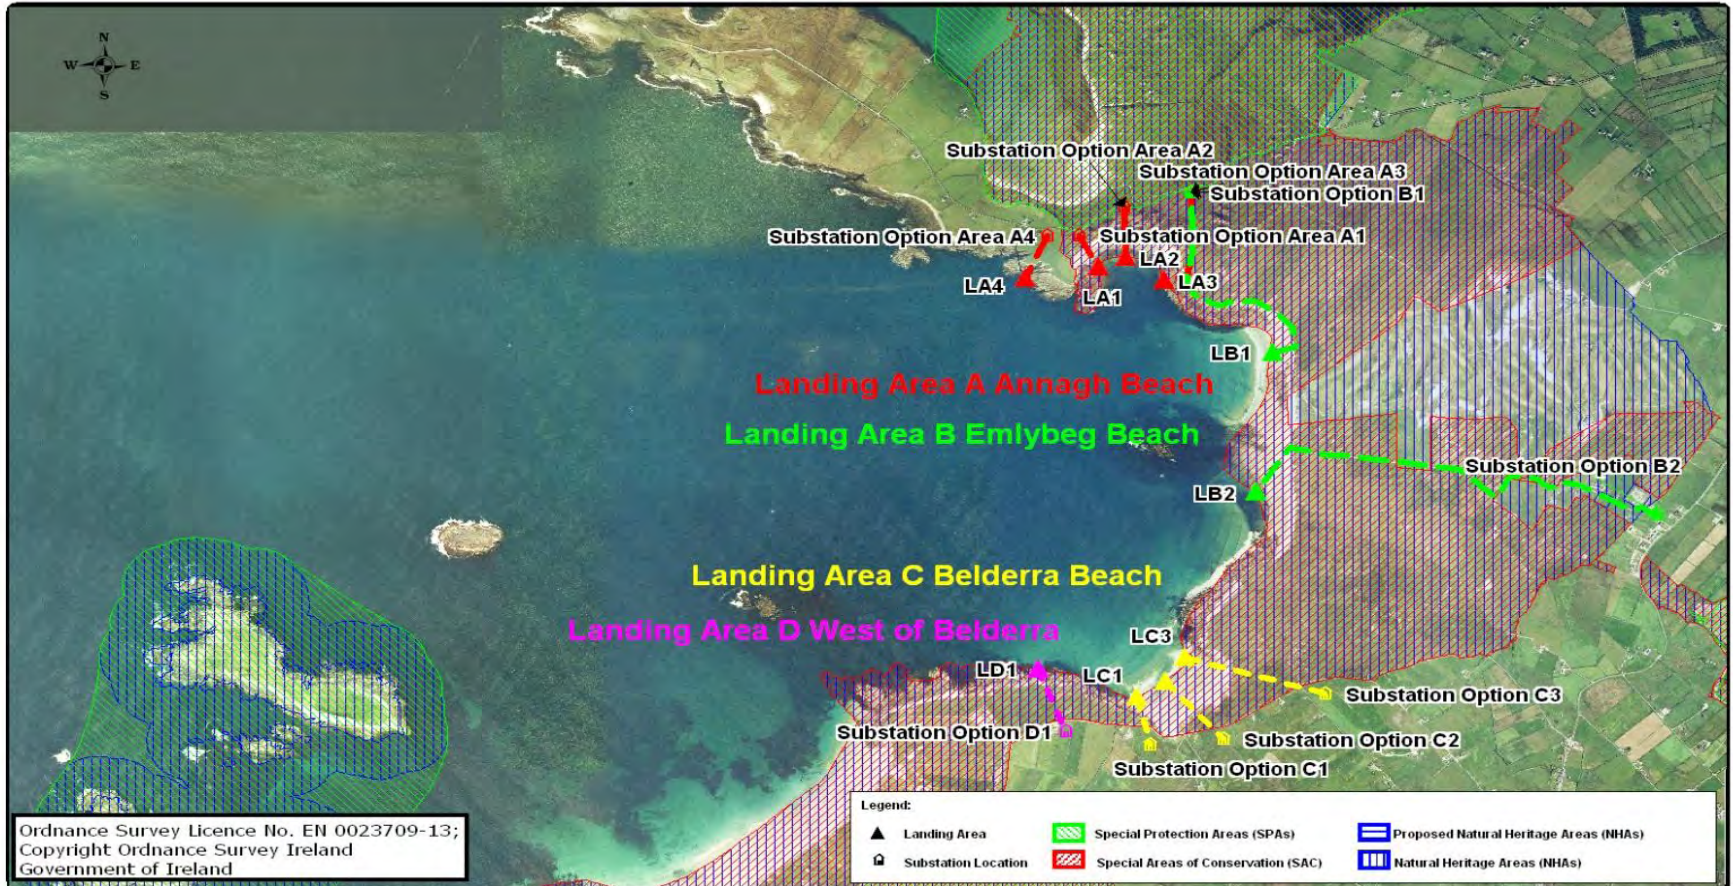 N
W E
S
Substation Option Area A2
Substation Option Area A3
Substation Option B1
Substation Option Area A4
Substation Option Area A1
LA2
LA4
LA1
LA3
LB1
Landing Area A Annagh Beach
Landing Area B Emlybeg Beach
Substation Option B2
LB2
Landing Area C Belderra Beach
Landing Area D West of Belderra
LC3
LD1
LC1
Substation Option C3
Substation Option D1
Substation Option C2
Substation Option C1
Legend:
Landing Area
Special Protection Areas (SPAs)
Proposed Natural Heritage Areas (NHAs)
Substation Location
Special Areas of Conservation (SAC)
Natural Heritage Areas (NHAs)
Ordnance Survey Licence No. EN 0023709-13;
Copyright Ordnance Survey Ireland
Government of Ireland